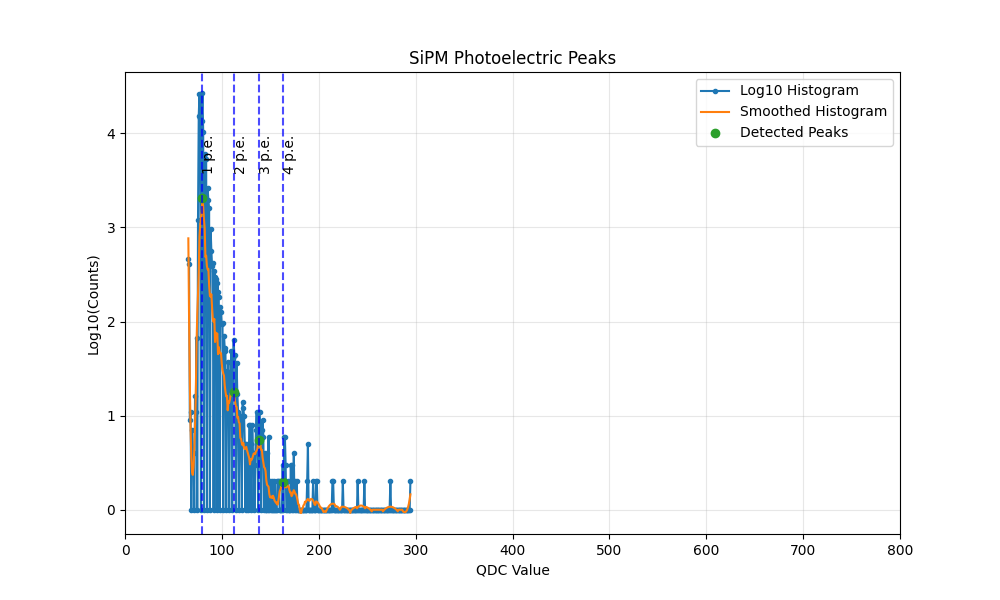 SiPM Photoelectric Peaks
Log10 Histogram
Smoothed Histogram
Detected Peaks
1 p.e.
2 p.e.
3 p.e.
4 p.e.
Log10(Counts)
4
3
2
1
0
0 100 200 300 400 500 600 700 800
QDC Value